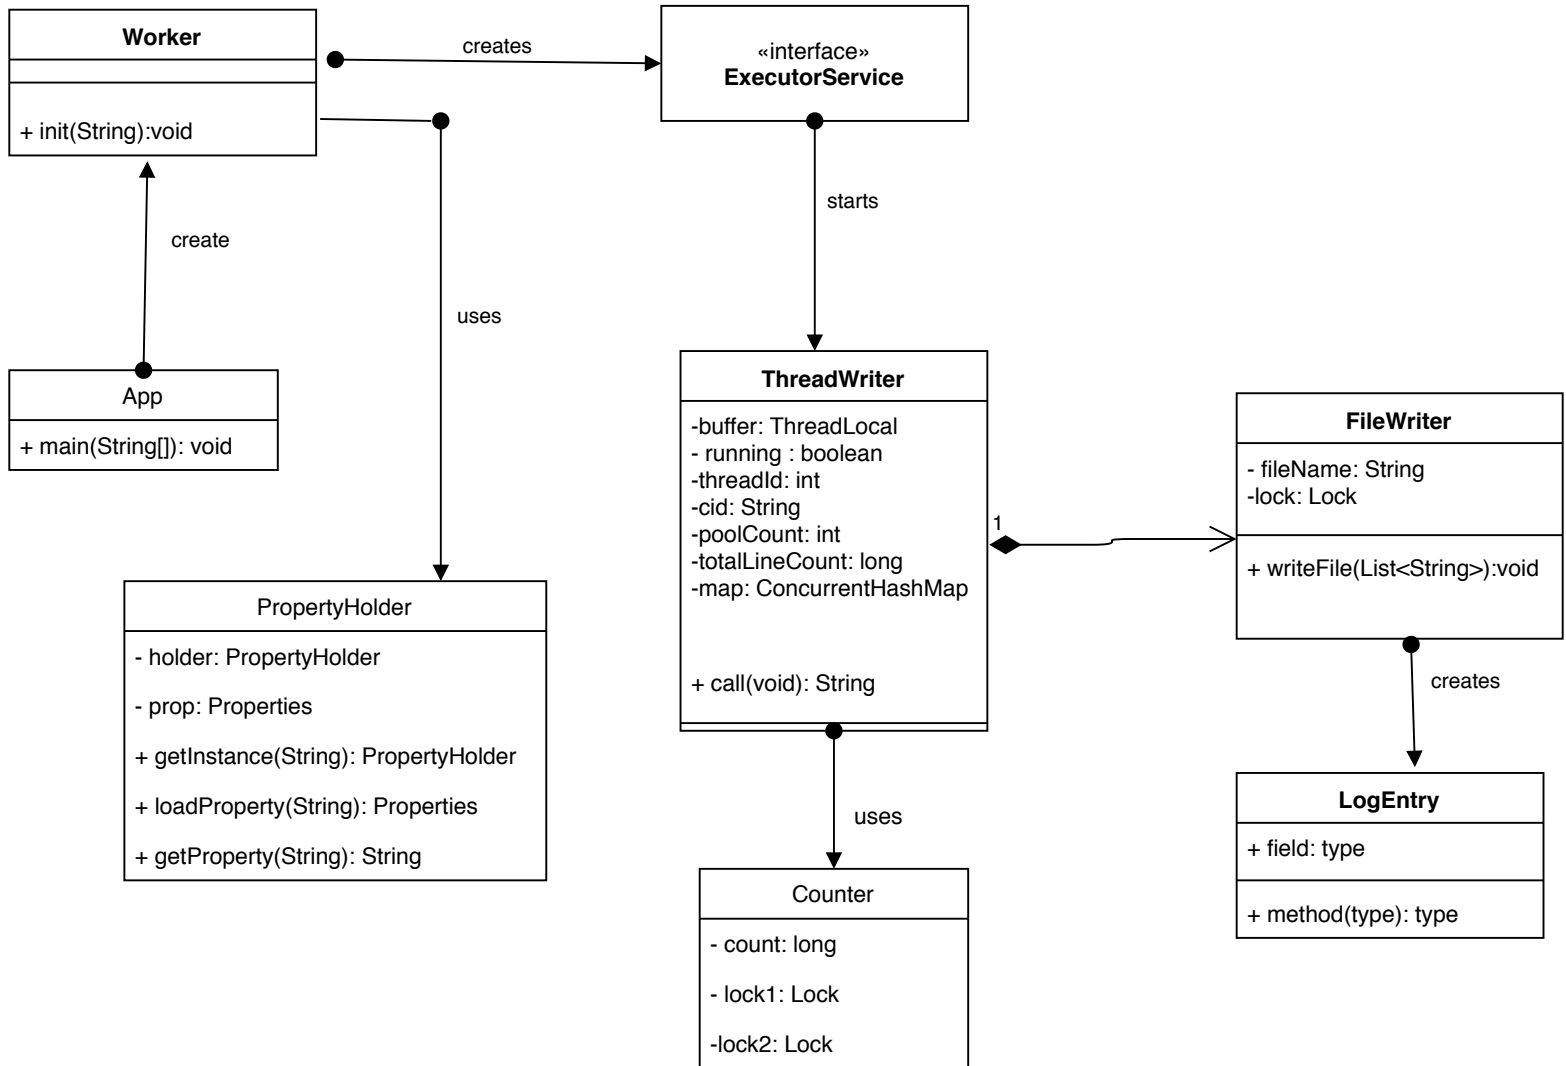 Worker
+ init(String):void
creates
«interface»
ExecutorService
create
uses
starts
App
+ main(String[]): void
ThreadWriter
-buffer: ThreadLocal
- running : boolean
-threadId: int
-cid: String
-poolCount: int
-totalLineCount: long
-map: ConcurrentHashMap
+ call(void): String
1
FileWriter
- fileName: String
-lock: Lock
+ writeFile(List<String>):void
creates
PropertyHolder
- holder: PropertyHolder
- prop: Properties
+ getInstance(String): PropertyHolder
+ loadProperty(String): Properties
+ getProperty(String): String
uses
LogEntry
+ field: type
+ method(type): type
Counter
- count: long
- lock1: Lock
-lock2: Lock